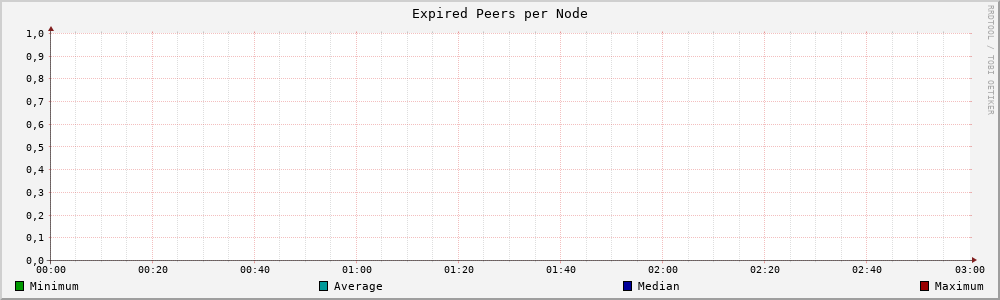 Expired Peers per Node
RRDTOOL / TOBI OETIKER
1,0
0,9
0,8
0,7
0,6
0,5
0,4
0,3
0,2
0,1
0,0
00:00 00:20 00:40 01:00 01:20 01:40 02:00 02:20 02:40 03:00
Minimum Average Median Maximum